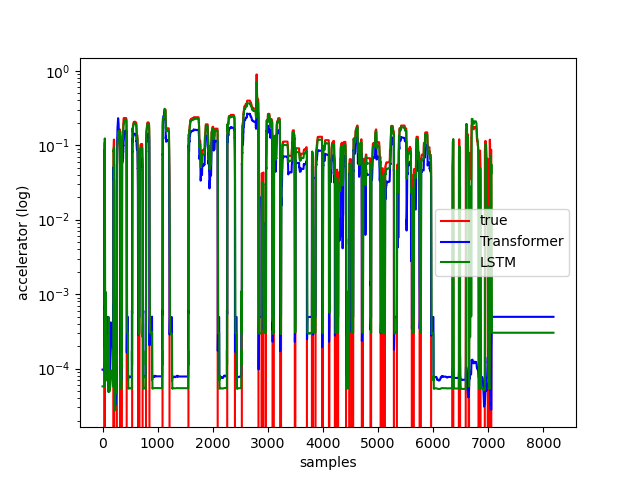 10⁰
10⁻¹
10⁻²
10⁻³
10⁻⁴
accelerator (log)
true
Transformer
LSTM
0 1000 2000 3000 4000 5000 6000 7000 8000
samples